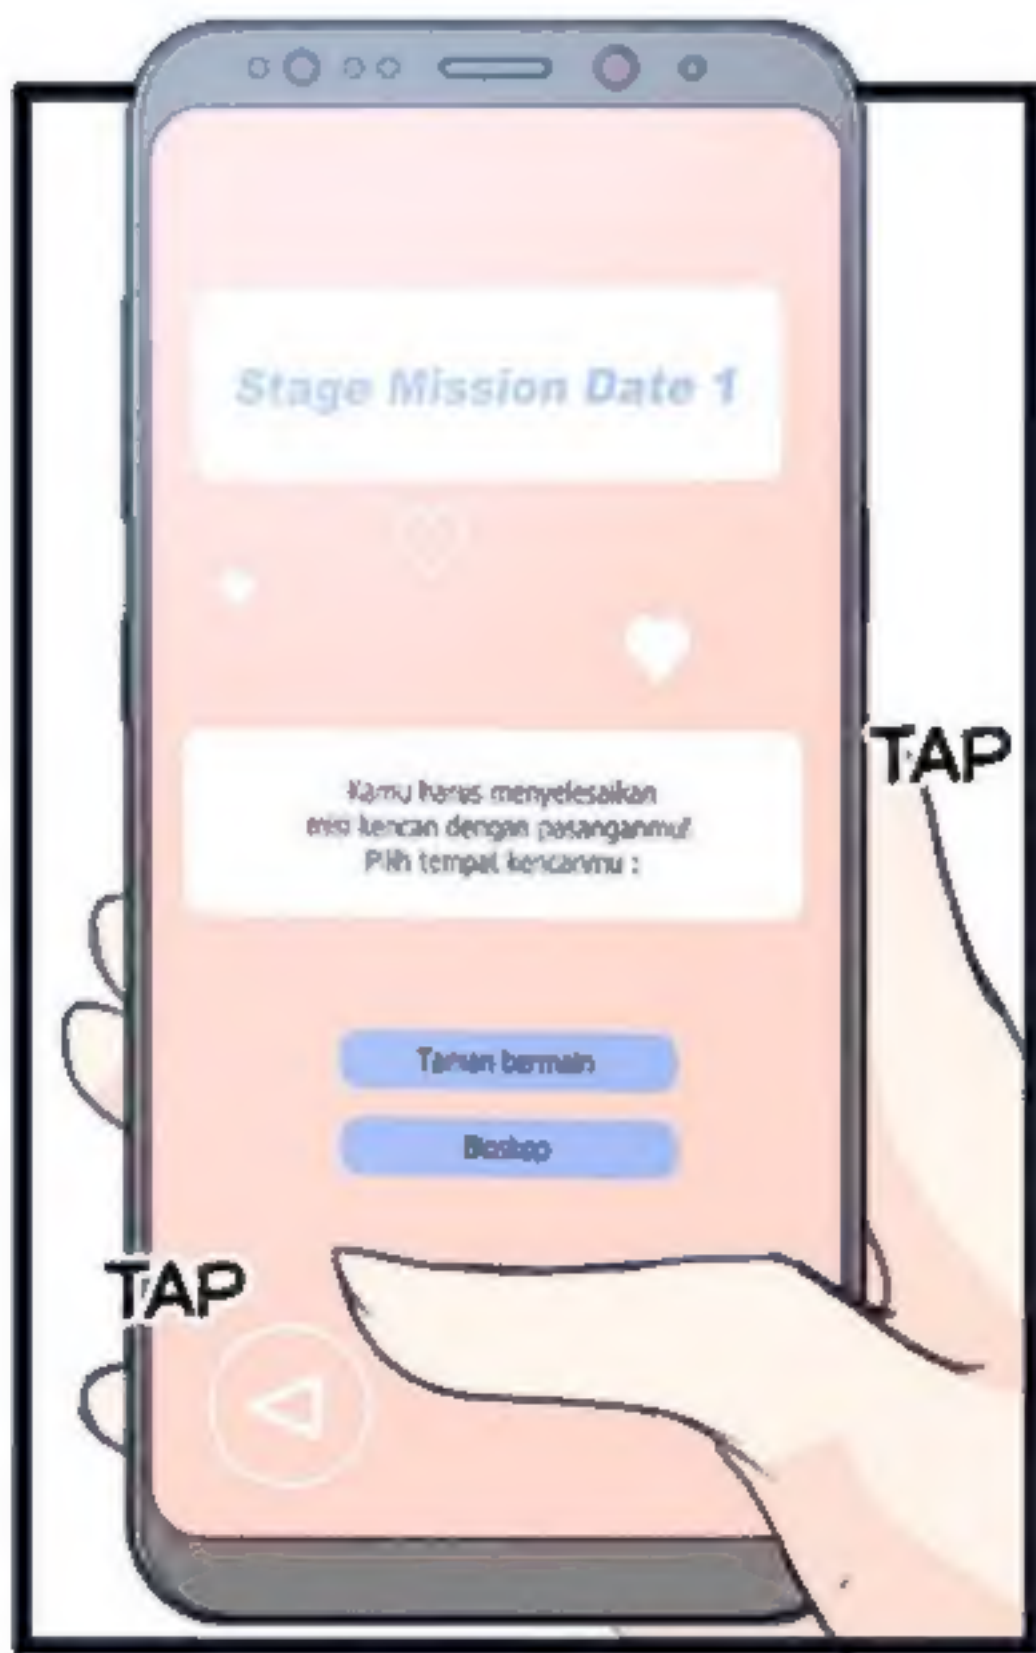 Stage Mission Date 1
TAP
Kamu harus menyelesaikan
misi kencan dengan pasanganmu!
Pilih tempat kencanmu :
Taman bermain
Bioskop
TAP